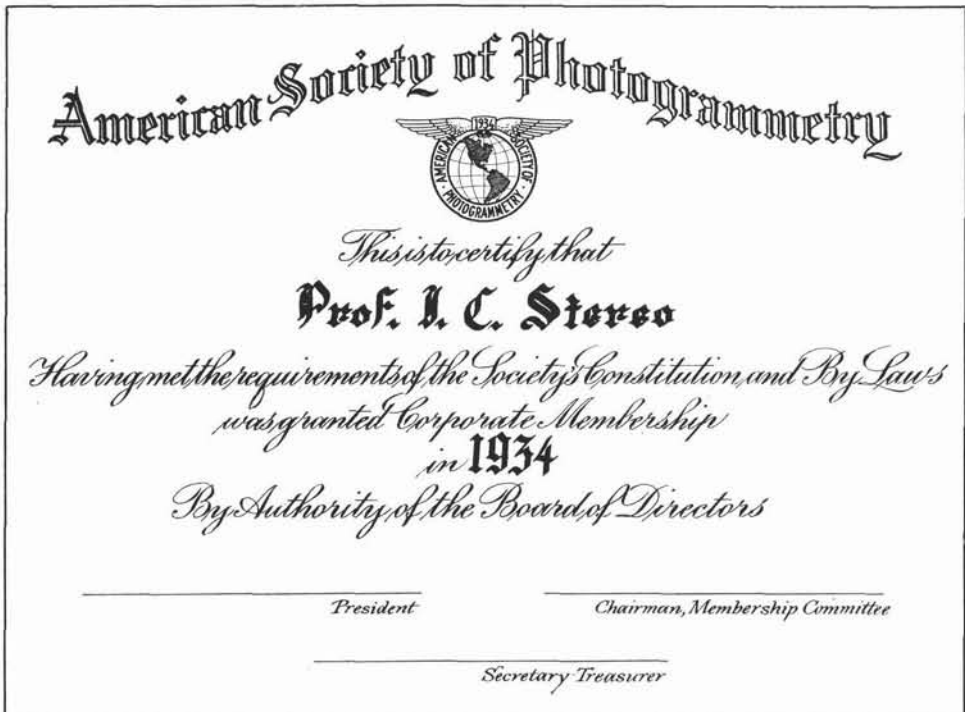 American Society of Photogrammetry
1934
AMERICAN SOCIETY OF
· PHOTOGRAMMETRY ·
This is to certify that
Prof. I. C. Stereo
Having met the requirements of the Society's Constitution and By Laws
was granted Corporate Membership
in 1934
By Authority of the Board of Directors
President
Chairman, Membership Committee
Secretary-Treasurer